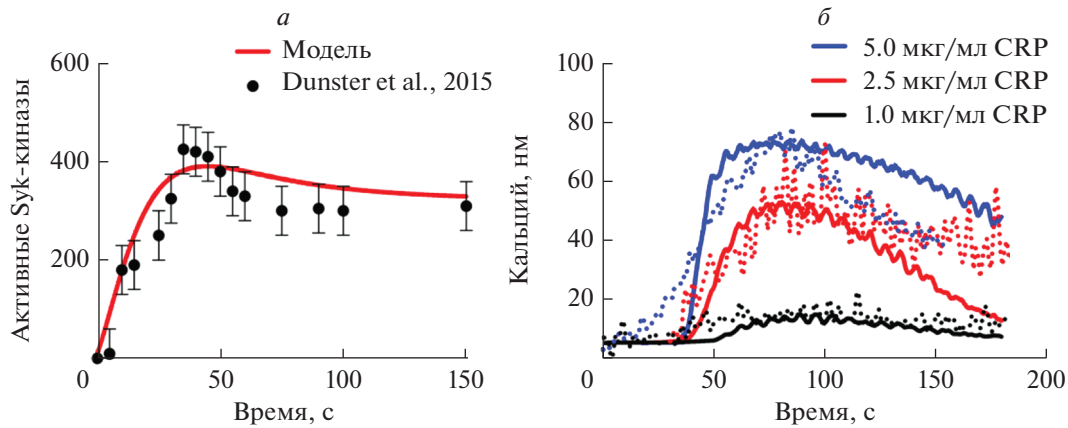 а
Модель
Dunster et al., 2015
600
400
200
0
50
100
150
Активные Syk-киназы
Время, с
б
5.0 мкг/мл CRP
2.5 мкг/мл CRP
1.0 мкг/мл CRP
100
80
60
40
20
0
50
100
150
200
Кальций, нм
Время, с